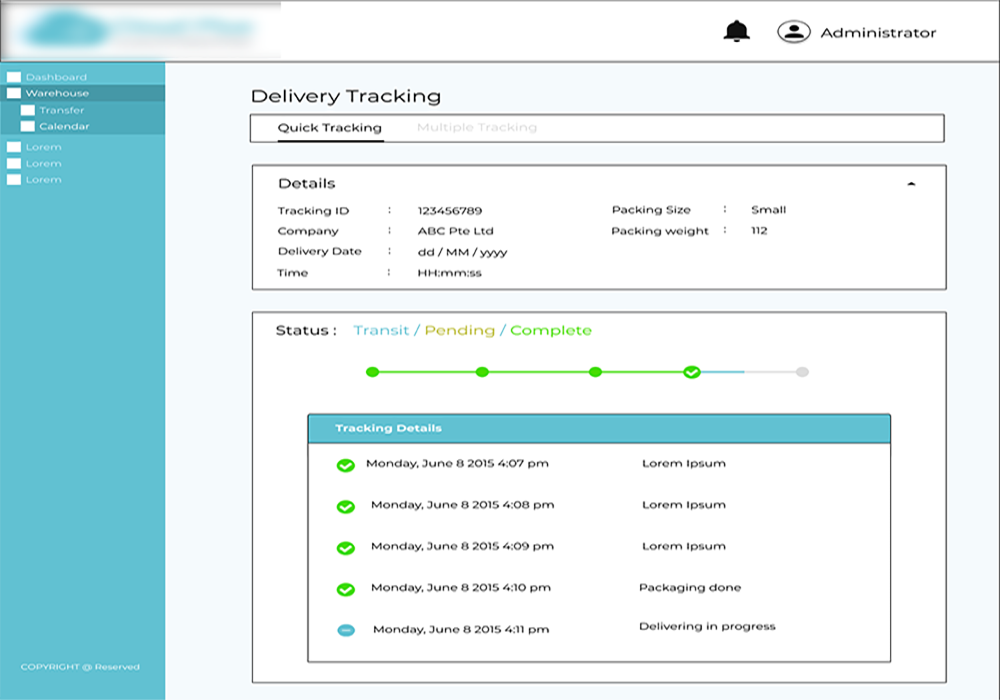 Administrator
Dashboard
Warehouse
Transfer
Calendar
Lorem
Lorem
Lorem
COPYRIGHT @ Reserved
Delivery Tracking
Quick Tracking Multiple Tracking
Details
Tracking ID : 123456789 Packing Size : Small
Company : ABC Pte Ltd Packing weight : 112
Delivery Date : dd / MM / yyyy
Time : HH:mm:ss
Status : Transit / Pending / Complete
Tracking Details
Monday, June 8 2015 4:07 pm Lorem Ipsum
Monday, June 8 2015 4:08 pm Lorem Ipsum
Monday, June 8 2015 4:09 pm Lorem Ipsum
Monday, June 8 2015 4:10 pm Packaging done
Monday, June 8 2015 4:11 pm Delivering in progress